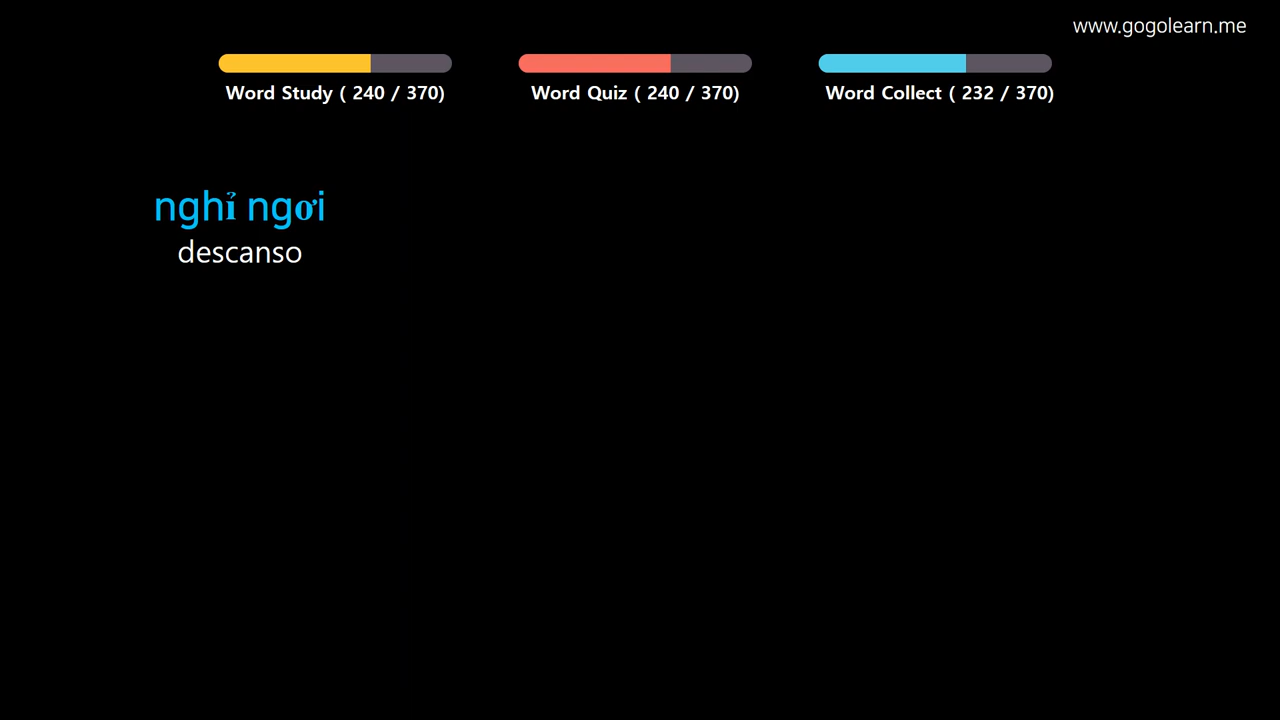 www.gogolearn.me
Word Study ( 240 / 370)
Word Quiz ( 240 / 370)
Word Collect ( 232 / 370)
nghỉ ngơi
descanso